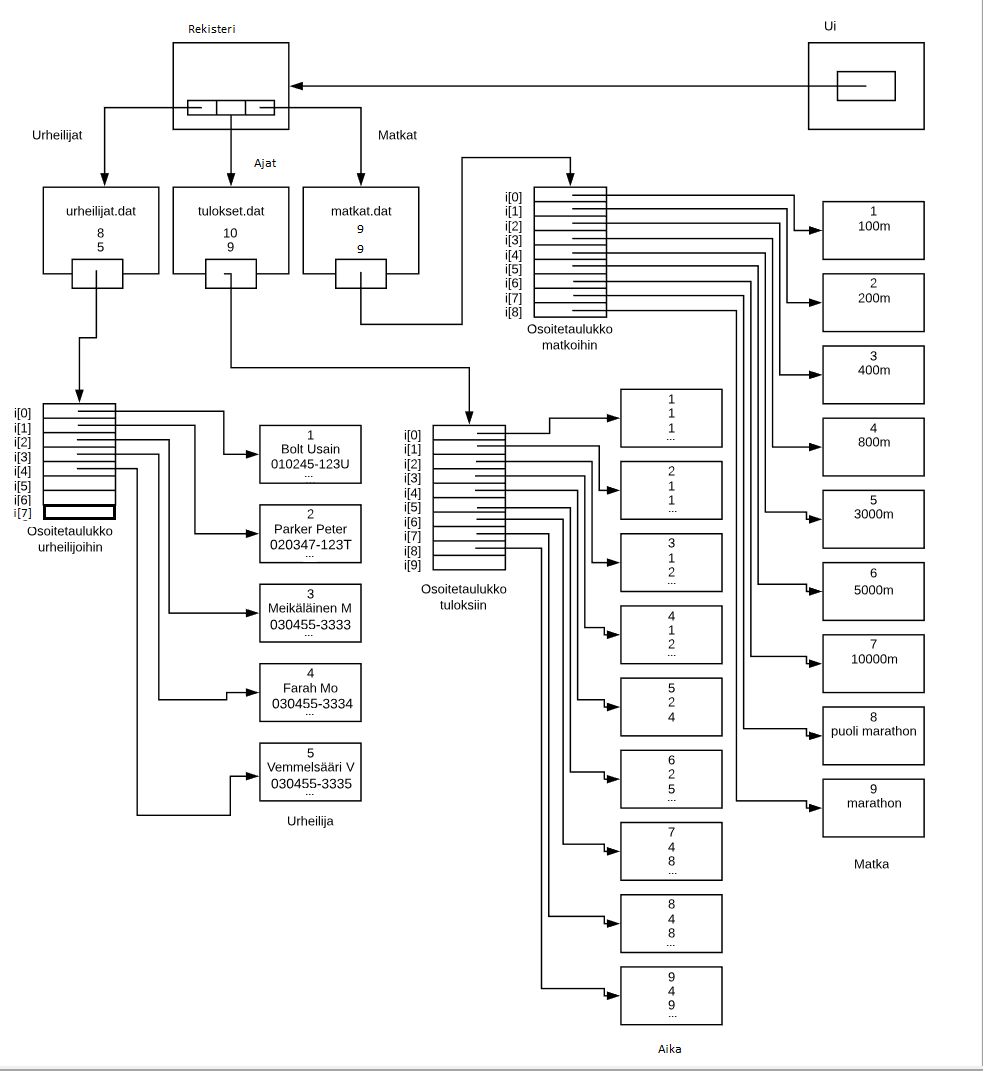 Rekisteri
Ui
Urheilijat
Ajat
Matkat
urheilijat.dat
8
5
tulokset.dat
10
9
matkat.dat
9
9
i[0]
i[1]
i[2]
i[3]
i[4]
i[5]
i[6]
i[7]
i[8]
Osoitetaulukko
matkoihin
1
100m
2
200m
3
400m
4
800m
5
3000m
6
5000m
7
10000m
8
puoli marathon
9
marathon
Matka
i[0]
i[1]
i[2]
i[3]
i[4]
i[5]
i[6]
i[7]
Osoitetaulukko
urheilijoihin
1
Bolt Usain
010245-123U
...
2
Parker Peter
020347-123T
...
3
Meikäläinen M
030455-3333
...
4
Farah Mo
030455-3334
...
5
Vemmelsääri V
030455-3335
...
Urheilija
i[0]
i[1]
i[2]
i[3]
i[4]
i[5]
i[6]
i[7]
i[8]
i[9]
Osoitetaulukko
tuloksiin
1
1
1
...
2
1
1
...
3
1
2
...
4
1
2
...
5
2
4
6
2
5
...
7
4
8
...
8
4
8
...
9
4
9
...
Aika